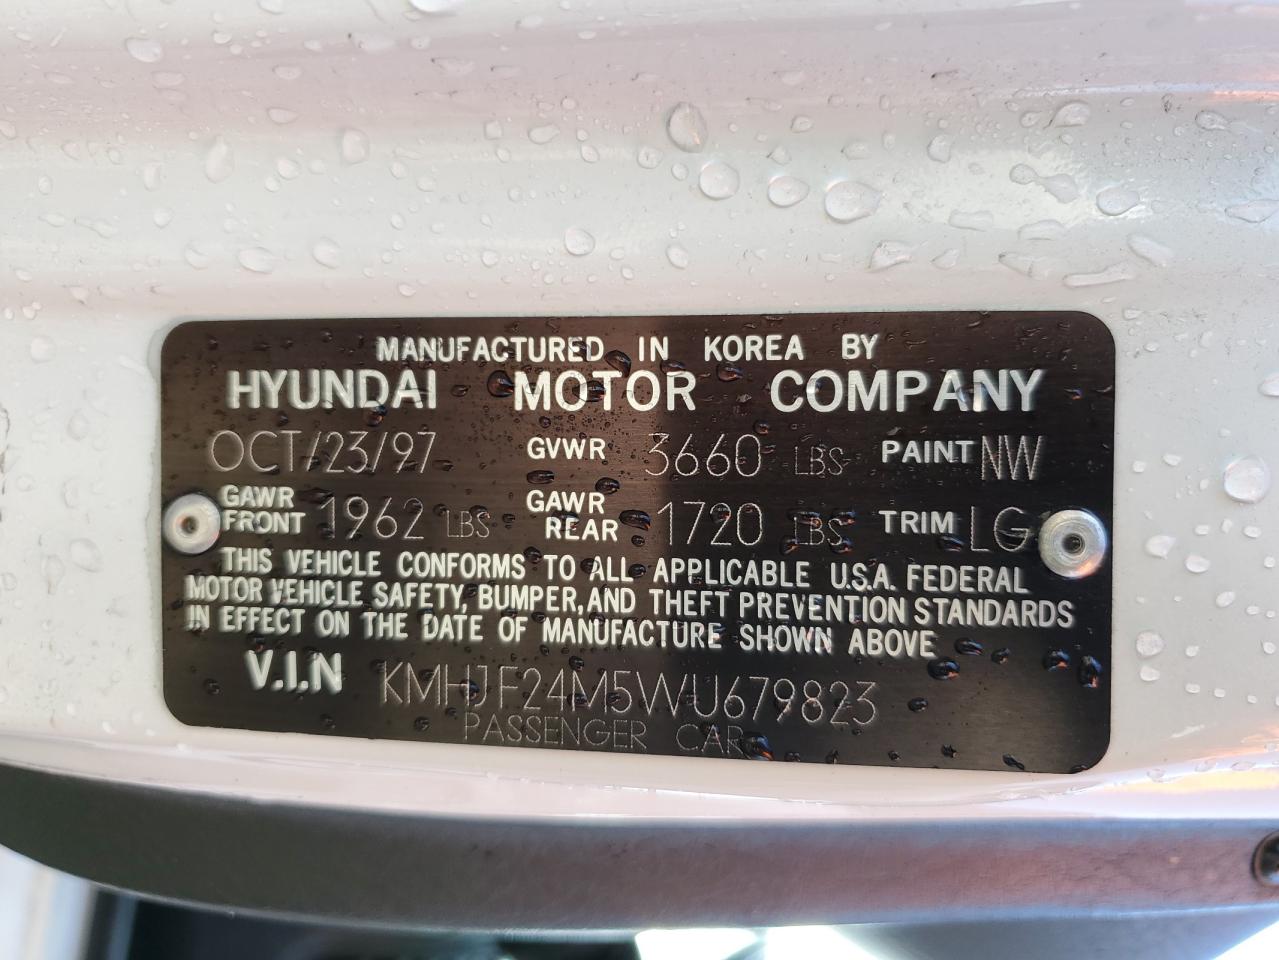 MANUFACTURED IN KOREA BY
HYUNDAI MOTOR COMPANY
OCT/23/97 GVWR 3660 LBS PAINT NW
GAWR FRONT 1962 LBS GAWR REAR 1720 LBS TRIM LG
THIS VEHICLE CONFORMS TO ALL APPLICABLE U.S.A. FEDERAL
MOTOR VEHICLE SAFETY, BUMPER, AND THEFT PREVENTION STANDARDS
IN EFFECT ON THE DATE OF MANUFACTURE SHOWN ABOVE
V.I.N KMHJF24M5WU679823
PASSENGER CAR